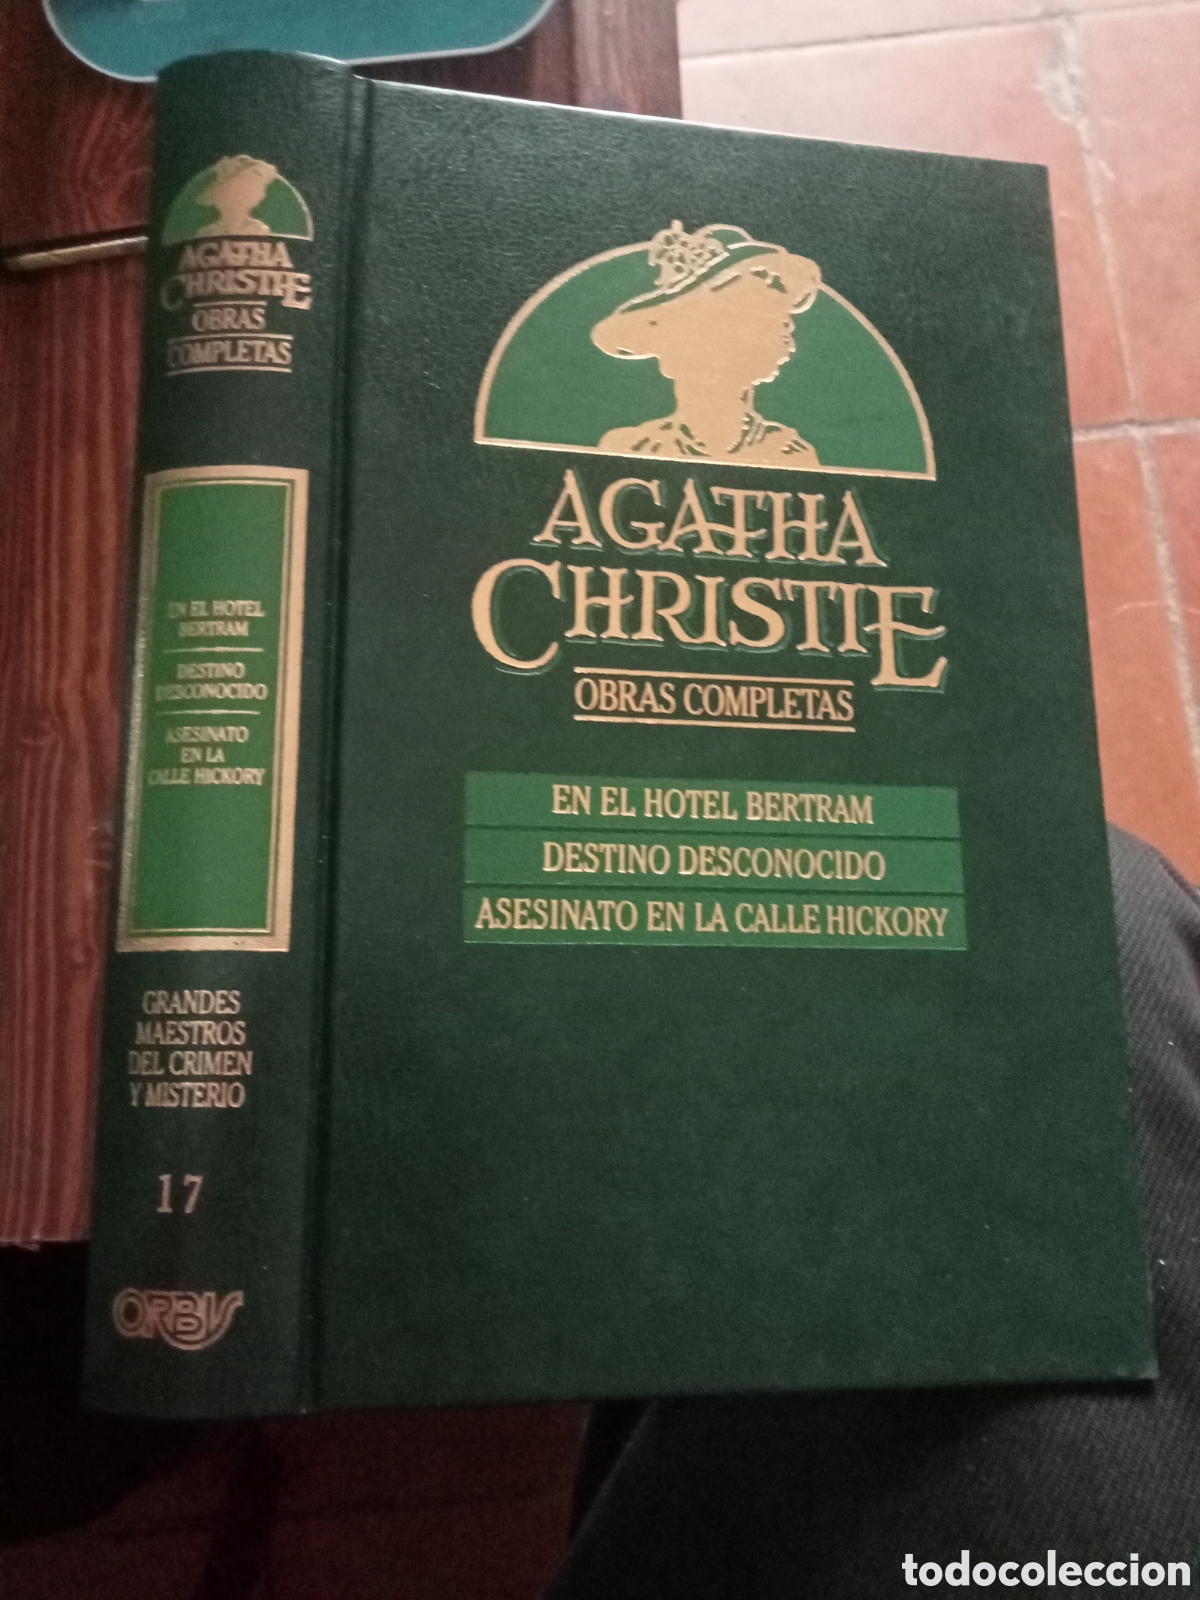 AGATHA
CHRISTIE
OBRAS
COMPLETAS
EN EL HOTEL
BERTRAM
DESTINO
DESCONOCIDO
ASESINATO
EN LA
CALLE HICKORY
GRANDES
MAESTROS
DEL CRIMEN
Y MISTERIO
17
ORBIS
AGATHA
CHRISTIE
OBRAS COMPLETAS
EN EL HOTEL BERTRAM
DESTINO DESCONOCIDO
ASESINATO EN LA CALLE HICKORY
todocoleccion